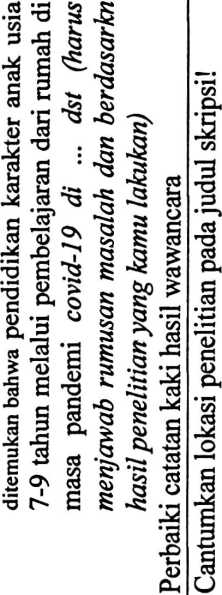 ditemukan bahwa pendidikan karakter anak usia
7-9 tahun melalui pembelajaran dari rumah di
masa pandemi covid-19 di ... dst (harus
menjawab rumusan masalah dan berdasarkn
hasil penelitian yang kamu lakukan)
Perbaiki catatan kaki hasil wawancara
Cantumkan lokasi penelitian pada judul skripsi!